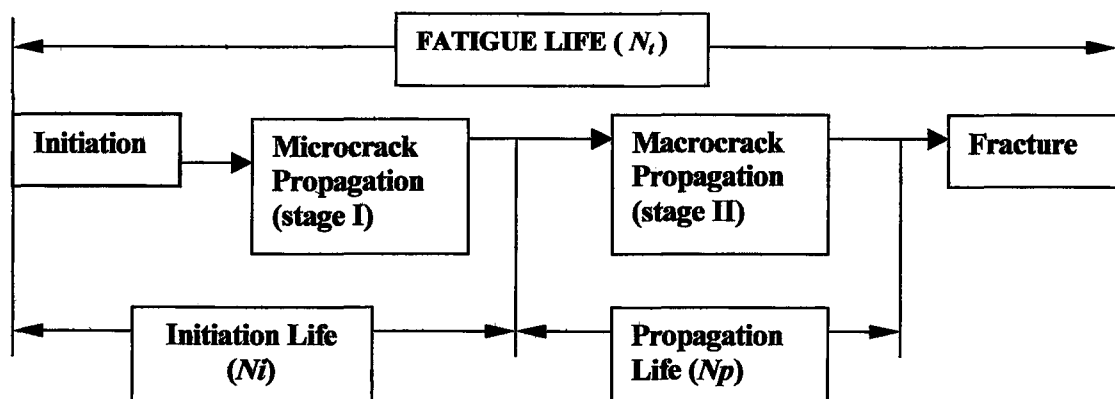 FATIGUE LIFE ( Nt)
Initiation
Microcrack
Propagation
(stage I)
Macrocrack
Propagation
(stage II)
Fracture
Initiation Life
(Ni)
Propagation
Life (Np)